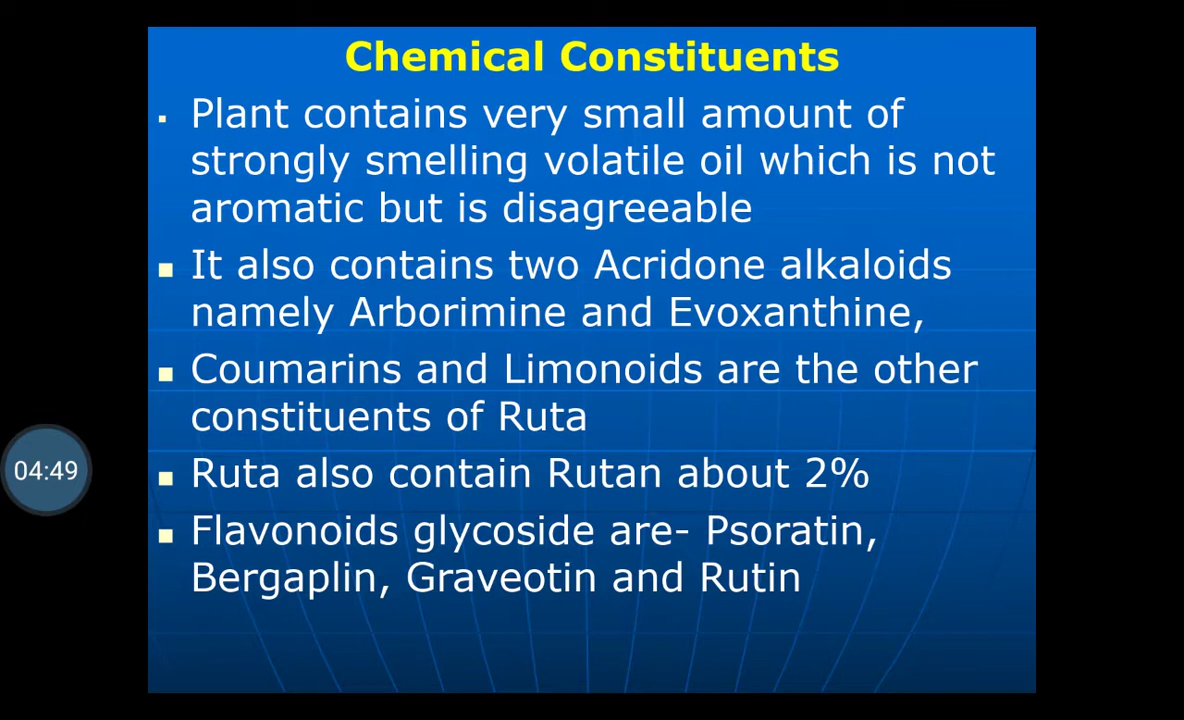 Chemical Constituents
Plant contains very small amount of
strongly smelling volatile oil which is not
aromatic but is disagreeable
It also contains two Acridone alkaloids
namely Arborimine and Evoxanthine,
Coumarins and Limonoids are the other
constituents of Ruta
04:49
Ruta also contain Rutan about 2%
Flavonoids glycoside are- Psoratin,
Bergaplin, Graveotin and Rutin